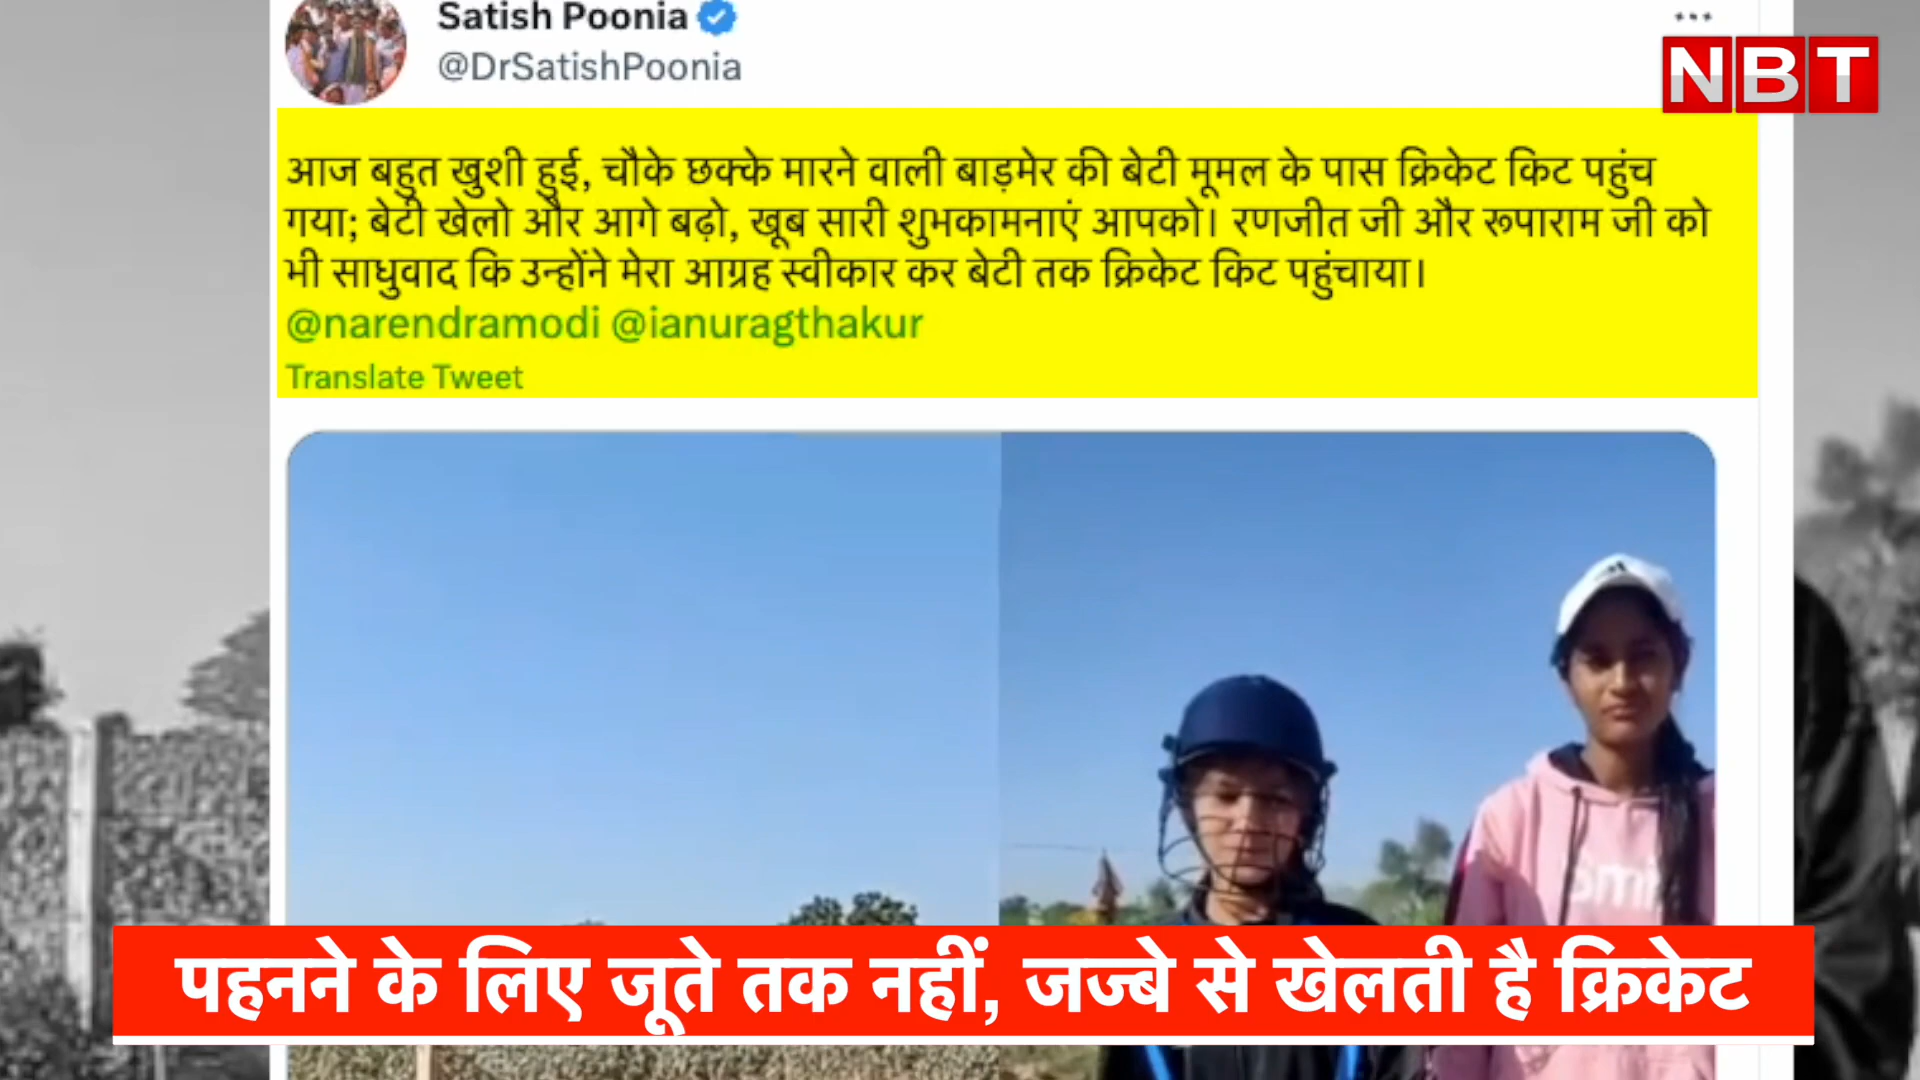 Satish Poonia
@DrSatishPoonia
NBT
आज बहुत खुशी हुई, चौके छक्के मारने वाली बाड़मेर की बेटी मूमल के पास क्रिकेट किट पहुंच
गया; बेटी खेलो और आगे बढ़ो, खूब सारी शुभकामनाएं आपको। रणजीत जी और रूपाराम जी को
भी साधुवाद कि उन्होंने मेरा आग्रह स्वीकार कर बेटी तक क्रिकेट किट पहुंचाया।
@narendramodi @ianuragthakur
Translate Tweet
पहनने के लिए जूते तक नहीं, जज्बे से खेलती है क्रिकेट